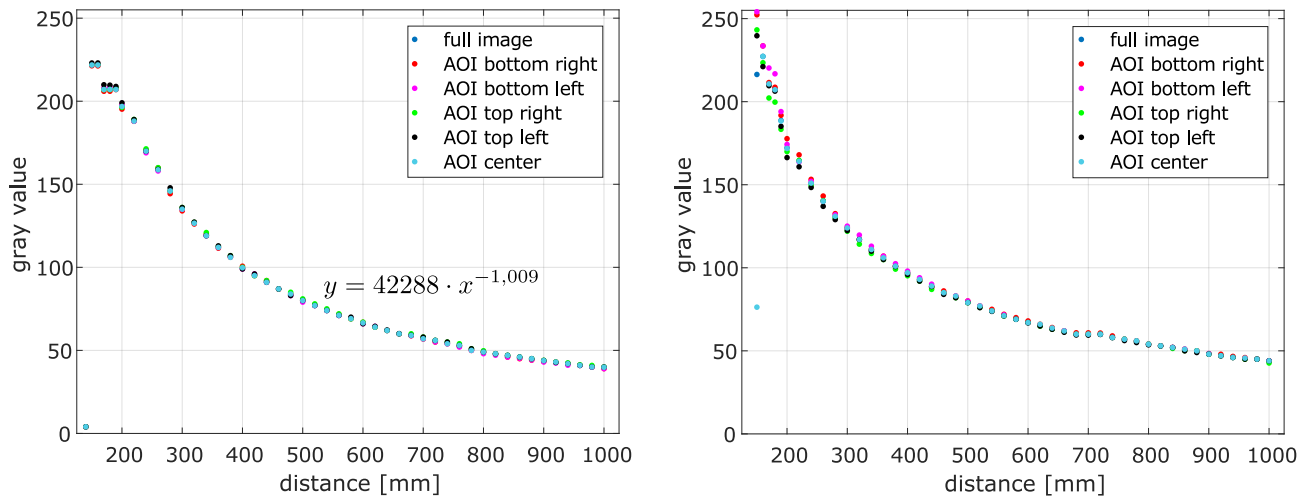 250
200
150
100
50
0
gray value
full image
AOI bottom right
AOI bottom left
AOI top right
AOI top left
AOI center
y = 42288 · x^{−1,009}
200 300 400 500 600 700 800 900 1000
distance [mm]
250
200
150
100
50
0
gray value
full image
AOI bottom right
AOI bottom left
AOI top right
AOI top left
AOI center
200 300 400 500 600 700 800 900 1000
distance [mm]